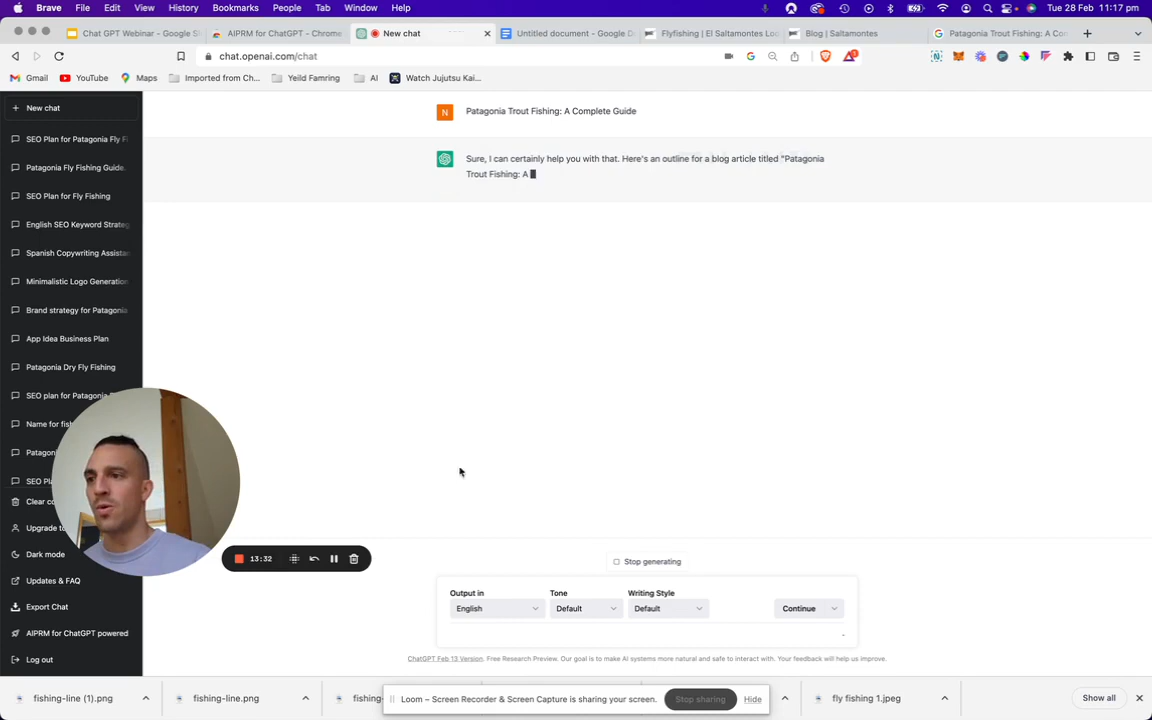 Brave File Edit View History Bookmarks People Tab Window Help
Tue 28 Feb 11:17 pm
Chat GPT Webinar - Google S
AIPRM for ChatGPT - Chrome
New chat
Untitled document - Google D
Flyfishing | El Saltamontes Loo
Blog | Saltamontes
Patagonia Trout Fishing: A Con
chat.openai.com/chat
Gmail YouTube Maps Imported from Ch... Yeild Famring AI Watch Jujutsu Kai...
New chat
SEO Plan for Patagonia Fly F
Patagonia Fly Fishing Guide.
SEO Plan for Fly Fishing
English SEO Keyword Strateg
Spanish Copywriting Assistan
Minimalistic Logo Generation
Brand strategy for Patagonia
App Idea Business Plan
Patagonia Dry Fly Fishing
SEO plan for Patagonia
Name for fis
Patagon
SEO Pla
Clear co
Upgrade to
Dark mode
Updates & FAQ
Export Chat
AIPRM for ChatGPT powered
Log out
N
Patagonia Trout Fishing: A Complete Guide
Sure, I can certainly help you with that. Here's an outline for a blog article titled "Patagonia
Trout Fishing: A
13:32
Stop generating
Output in Tone Writing Style
English Default Default Continue
ChatGPT Feb 13 Version. Free Research Preview. Our goal is to make AI systems more natural and safe to interact with. Your feedback will help us improve.
fishing-line (1).png
fishing-line.png
fishing-
Loom – Screen Recorder & Screen Capture is sharing your screen.
Stop sharing
Hide
fly fishing 1.jpeg
Show all